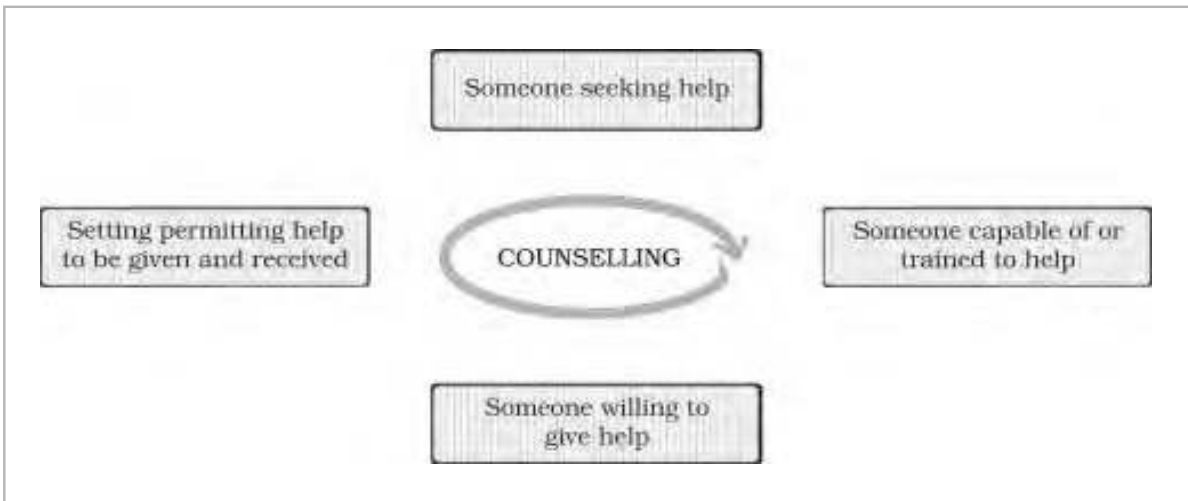 Someone seeking help
Setting permitting help
to be given and received
COUNSELLING
Someone capable of or
trained to help
Someone willing to
give help